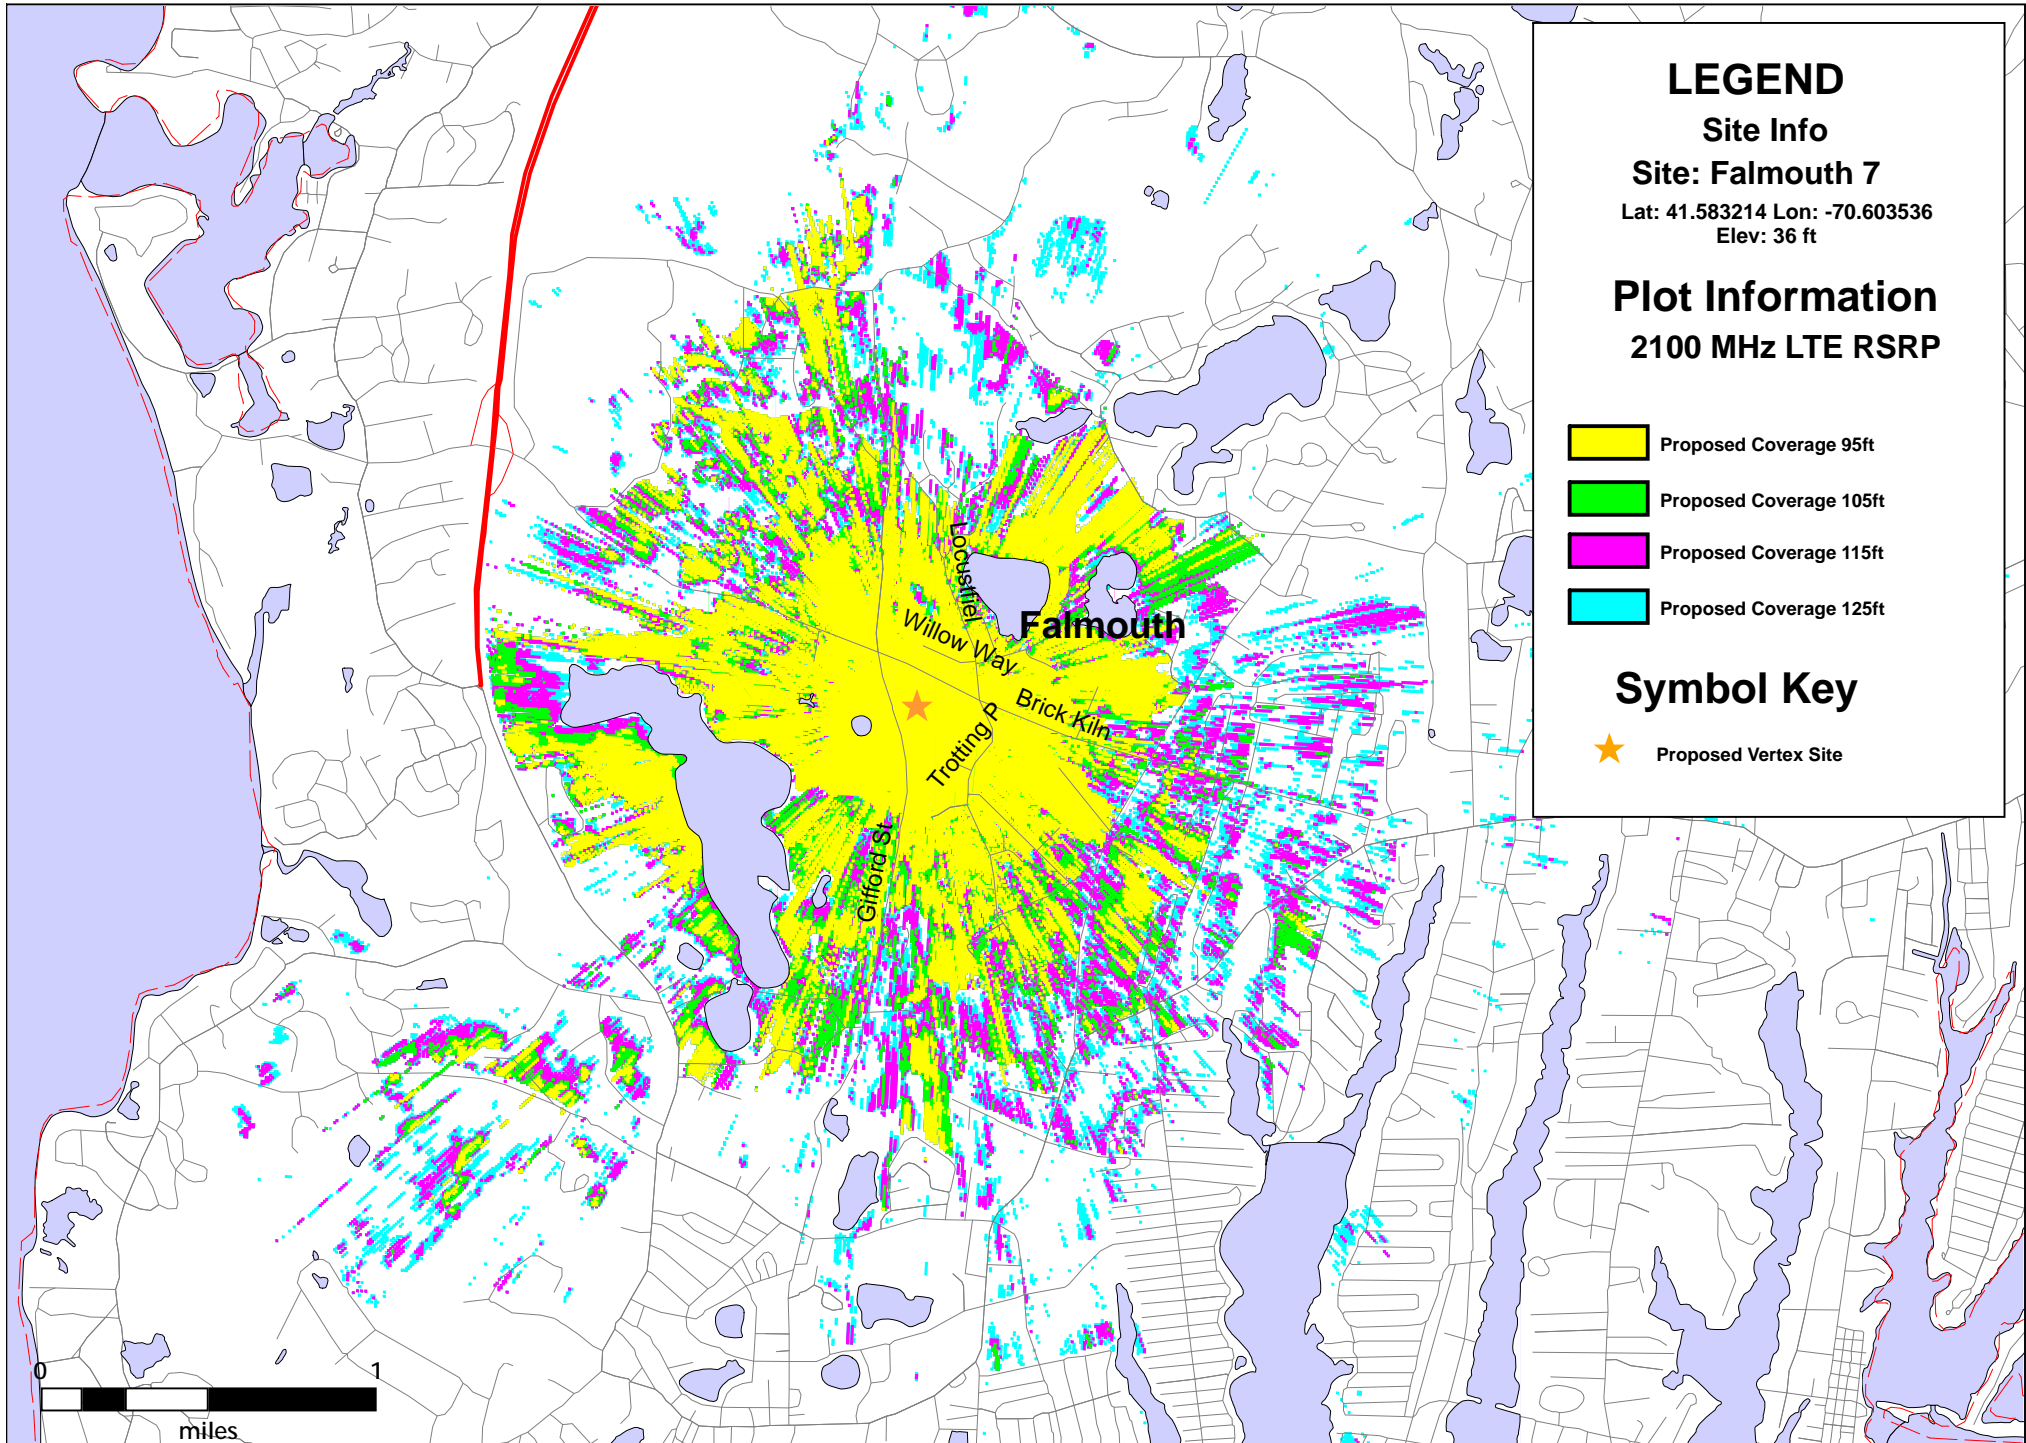 LEGEND
Site Info
Site: Falmouth 7
Lat: 41.583214 Lon: -70.603536
Elev: 36 ft
Plot Information
2100 MHz LTE RSRP
Proposed Coverage 95ft
Proposed Coverage 105ft
Proposed Coverage 115ft
Proposed Coverage 125ft
Symbol Key
Proposed Vertex Site
Locustfiel
Falmouth
Willow Way
Brick Kiln
Trotting P
Gifford St
0 1
miles